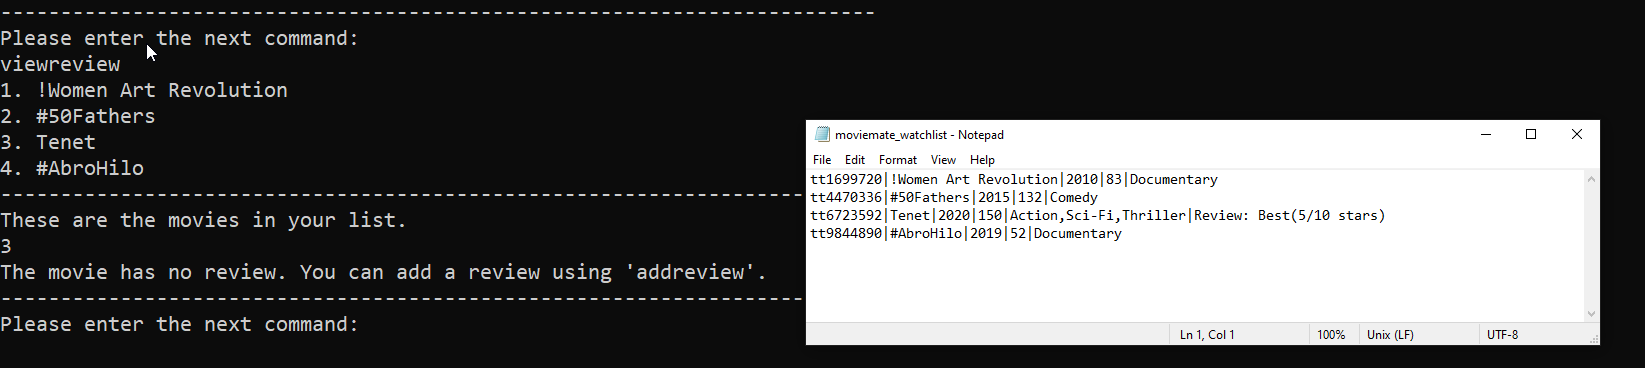 -------------------------------------------------------------------------
Please enter the next command:
viewreview
1. !Women Art Revolution
2. #50Fathers
3. Tenet
4. #AbroHilo
-------------------------------------------------------------------
These are the movies in your list.
3
The movie has no review. You can add a review using 'addreview'.
-------------------------------------------------------------------
Please enter the next command:
moviemate_watchlist - Notepad
File Edit Format View Help
tt1699720|!Women Art Revolution|2010|83|Documentary
tt4470336|#50Fathers|2015|132|Comedy
tt6723592|Tenet|2020|150|Action,Sci-Fi,Thriller|Review: Best(5/10 stars)
tt9844890|#AbroHilo|2019|52|Documentary
Ln 1, Col 1 100% Unix (LF) UTF-8